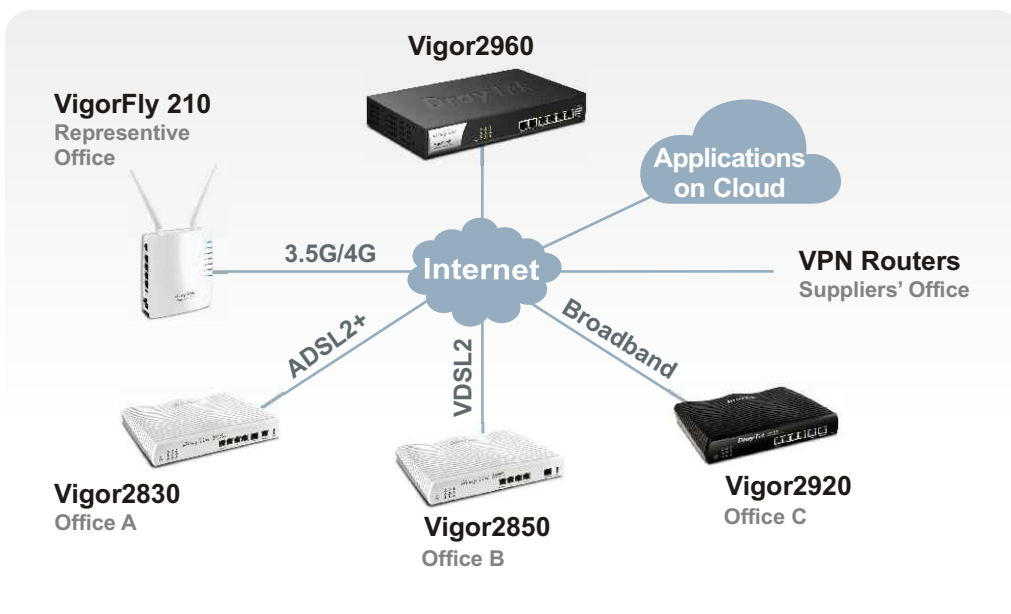 Vigor2960
VigorFly 210
Representive
Office
DrayTek
Applications
on Cloud
3.5G/4G
Internet
VPN Routers
Suppliers' Office
ADSL2+
VDSL2
Broadband
Vigor2830
Office A
Vigor2850
Office B
Vigor2920
Office C